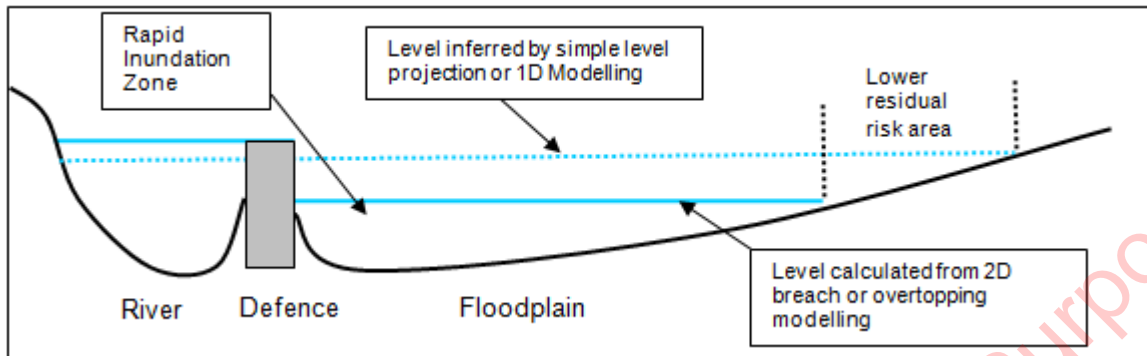 Rapid
Inundation
Zone
Level inferred by simple level
projection or 1D Modelling
Lower
residual
risk area
Level calculated from 2D
breach or overtopping
modelling
River
Defence
Floodplain
urpo